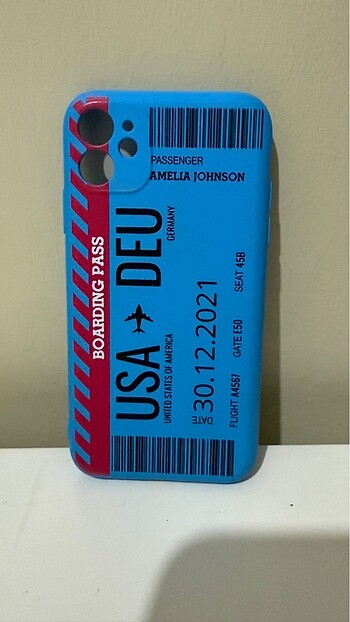 PASSENGER
AMELIA JOHNSON
BOARDING PASS
USA DEU
UNITED STATES OF AMERICA
GERMANY
DATE
30.12.2021
FLIGHT A4567
GATE E50
SEAT 45B